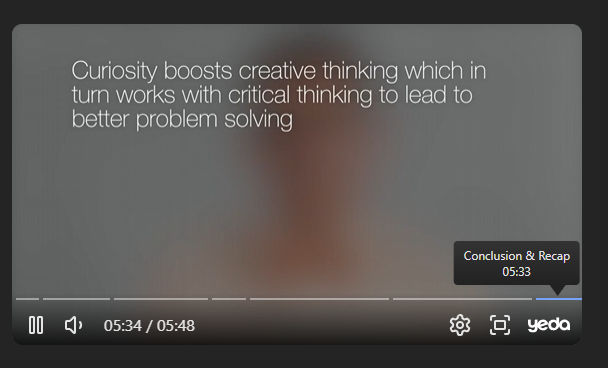 Curiosity boosts creative thinking which in
turn works with critical thinking to lead to
better problem solving
Conclusion & Recap
05:33
05:34 / 05:48
yeda